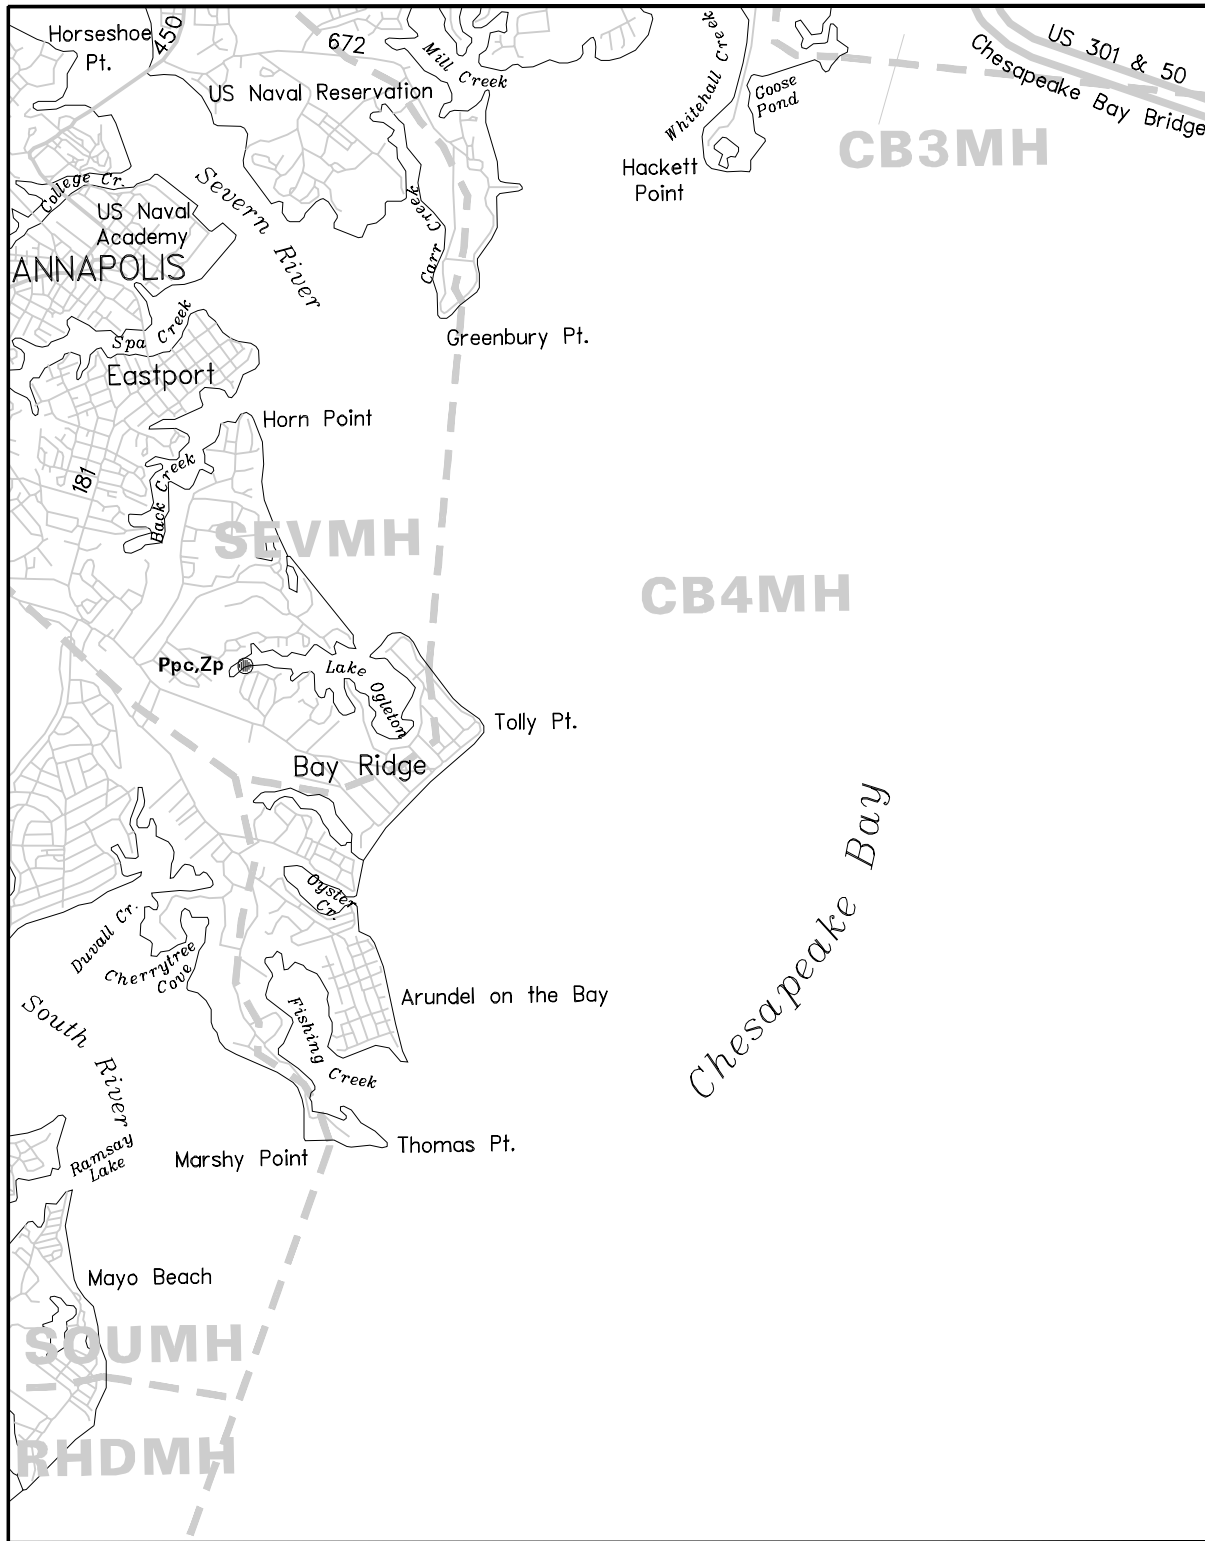 Horseshoe
Pt.
450
672
Mill Creek
Whitehall Creek
Goose
Pond
US 301 & 50
Chesapeake Bay Bridge
US Naval Reservation
CB3MH
Hackett
Point
College Cr.
US Naval
Academy
ANNAPOLIS
Severn River
Carr Creek
Spa Creek
Greenbury Pt.
Eastport
Horn Point
181
Back Creek
SEVMH
CB4MH
Ppc,Zp
Lake Ogleton
Tolly Pt.
Bay Ridge
Chesapeake Bay
Oyster
Cr.
Duvall Cr.
Cherrytree
Cove
Arundel on the Bay
Fishing Creek
South River
Ramsay
Lake
Marshy Point
Thomas Pt.
Mayo Beach
SOUMH
RHDMH